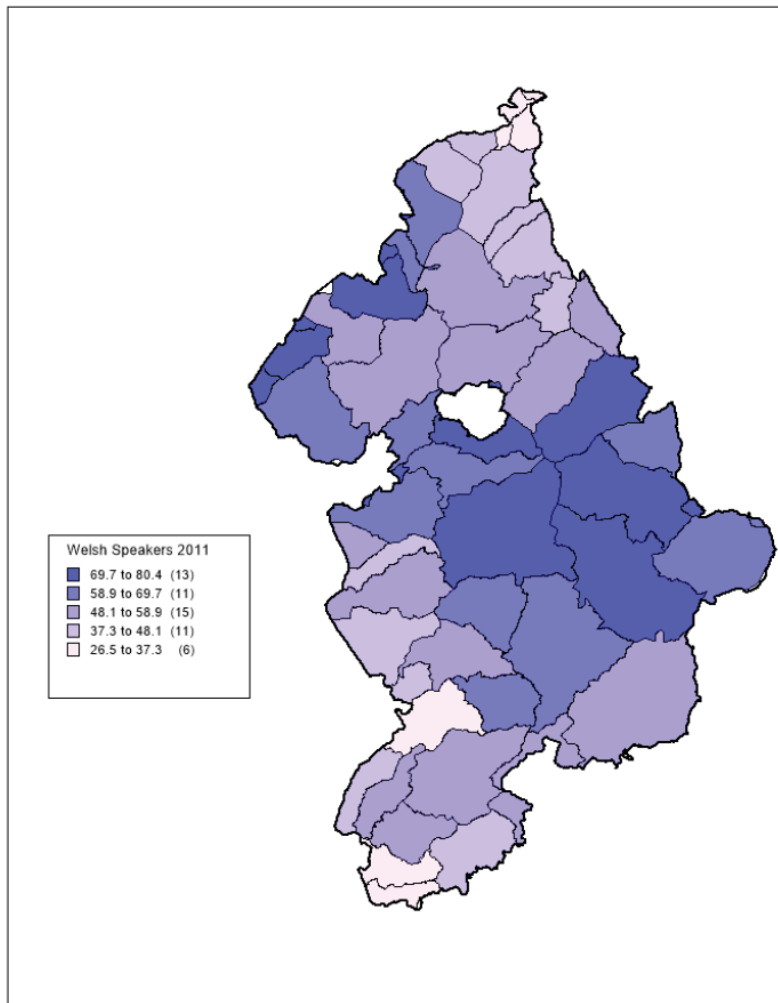 Welsh Speakers 2011
69.7 to 80.4 (13)
58.9 to 69.7 (11)
48.1 to 58.9 (15)
37.3 to 48.1 (11)
26.5 to 37.3 (6)